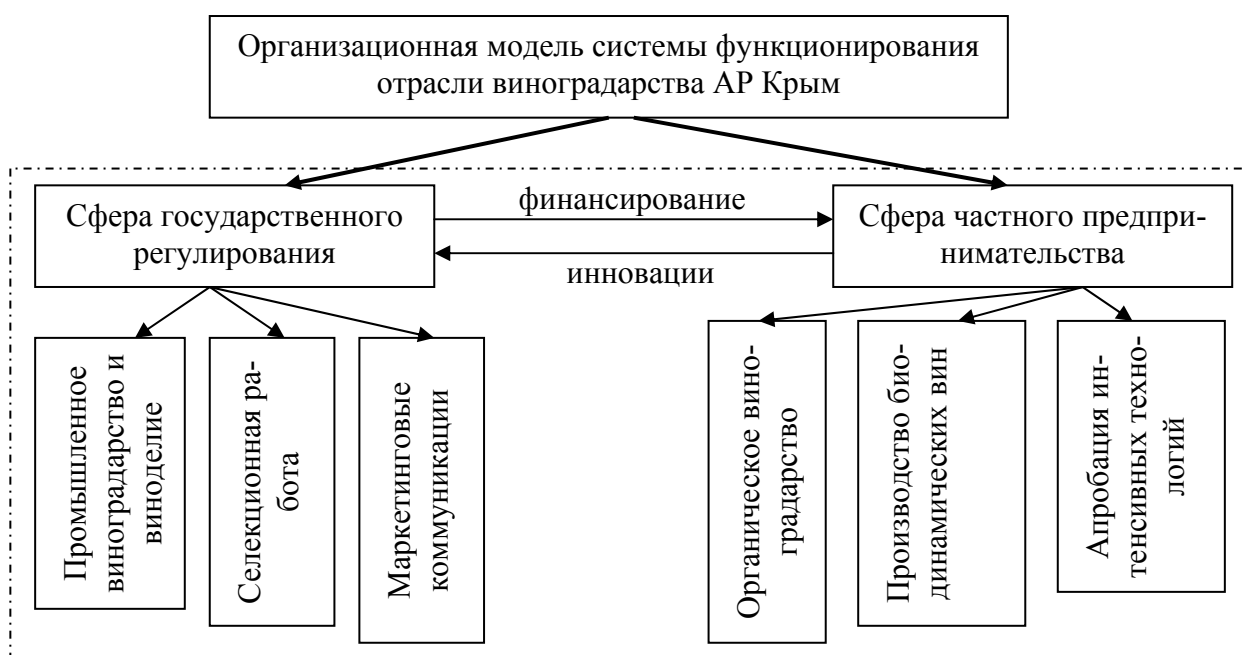 Организационная модель системы функционирования
отрасли виноградарства АР Крым
Сфера государственного
регулирования
финансирование
инновации
Сфера частного предпри-
нимательства
Промышленное
виноградарство и
виноделие
Селекционная ра-
бота
Маркетинговые
коммуникации
Органическое вино-
градарство
Производство био-
динамических вин
Апробация ин-
тенсивных техно-
логий